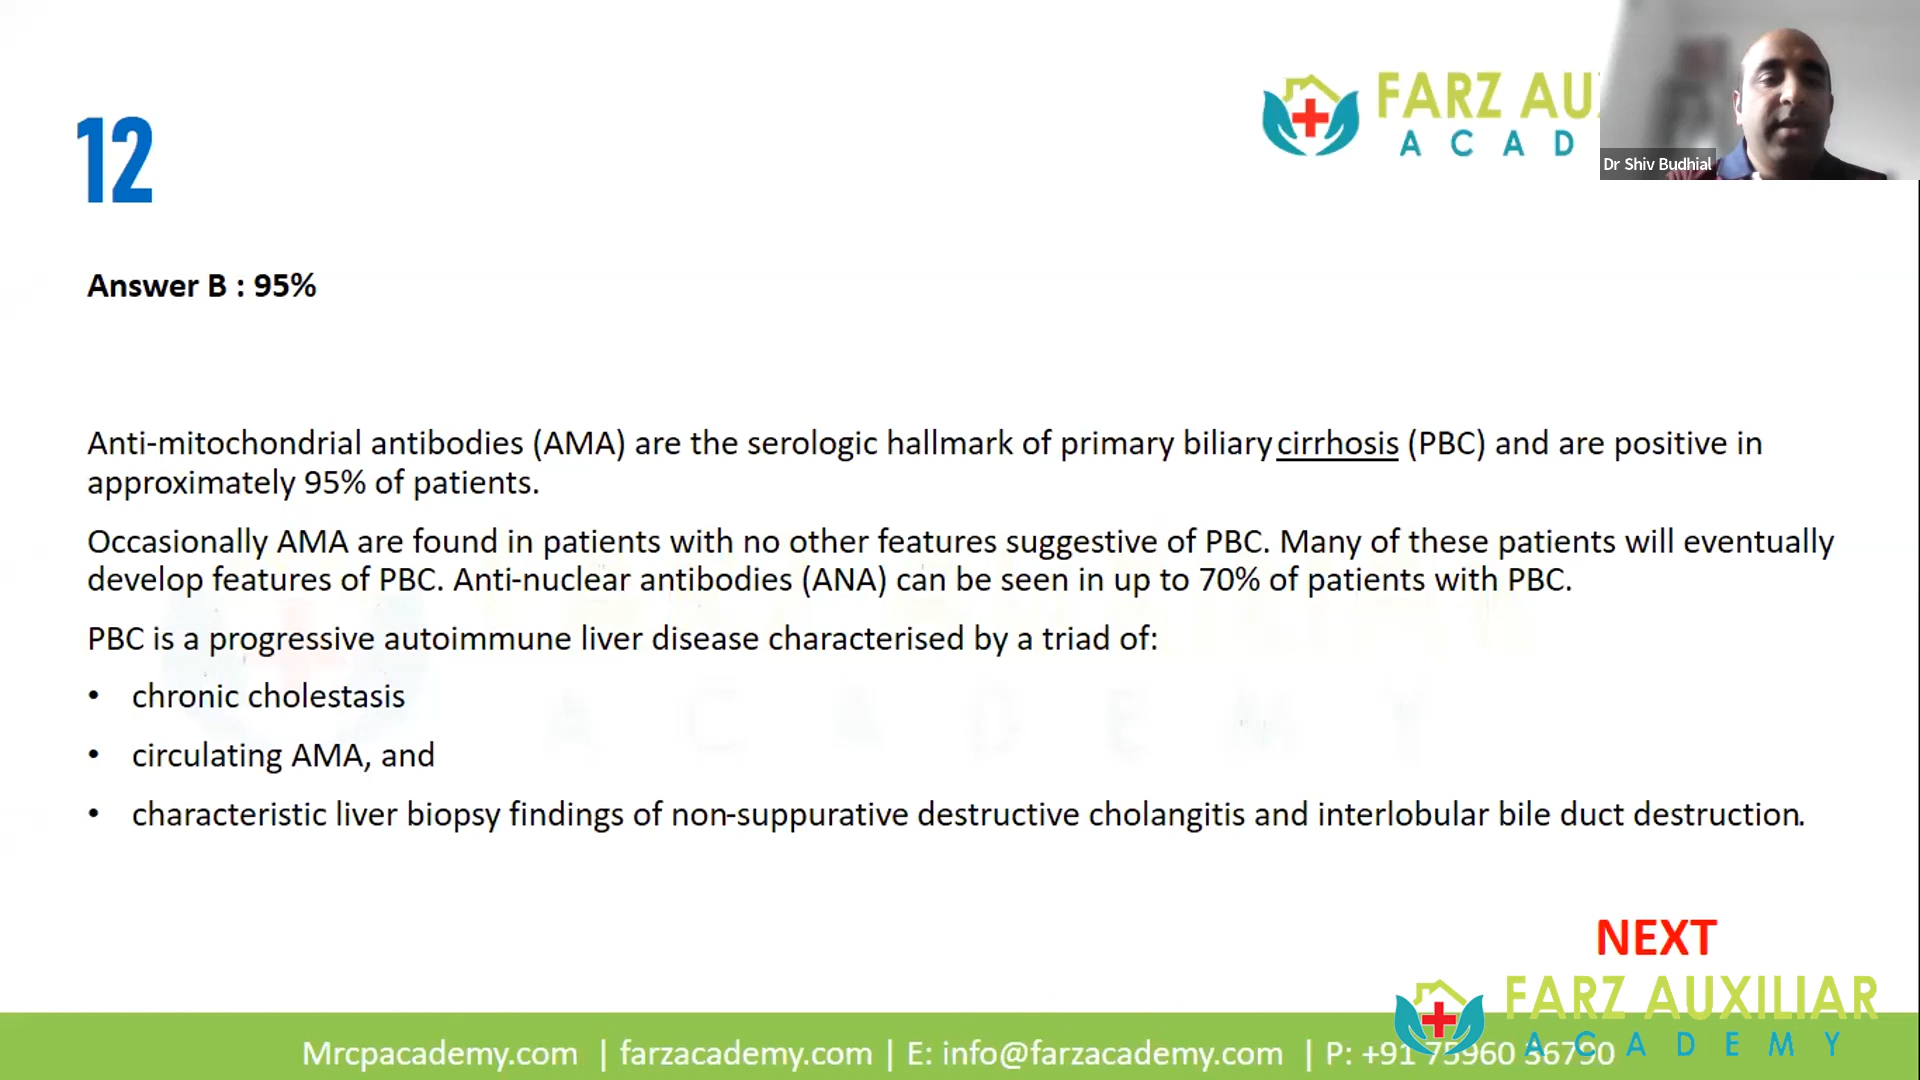 12
FARZ AU
ACAD
Dr Shiv Budhial
Answer B : 95%
Anti-mitochondrial antibodies (AMA) are the serologic hallmark of primary biliary cirrhosis (PBC) and are positive in
approximately 95% of patients.
Occasionally AMA are found in patients with no other features suggestive of PBC. Many of these patients will eventually
develop features of PBC. Anti-nuclear antibodies (ANA) can be seen in up to 70% of patients with PBC.
PBC is a progressive autoimmune liver disease characterised by a triad of:
• chronic cholestasis
• circulating AMA, and
• characteristic liver biopsy findings of non-suppurative destructive cholangitis and interlobular bile duct destruction.
ACADEMY
NEXT
FARZ AUXILIAR
ACADEMY
Mrcpacademy.com | farzacademy.com | E: info@farzacademy.com | P: +91 75960 36790